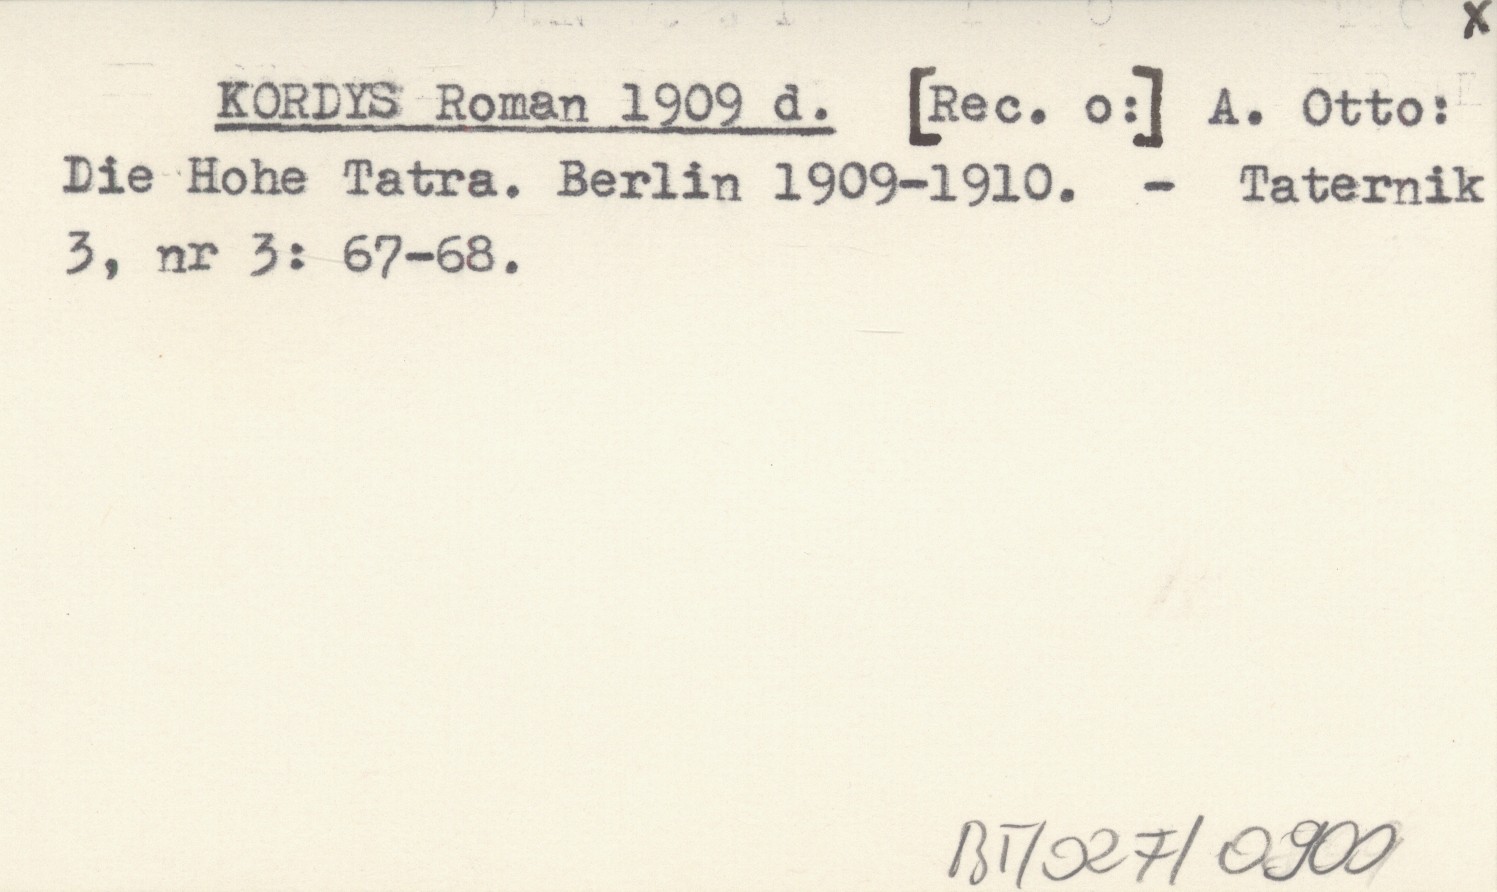 x
KORDYS Roman 1909 d. [Rec. o:] A. Otto:
Die Hohe Tatra. Berlin 1909-1910. - Taternik
3, nr 3: 67-68.
BT/027/0900